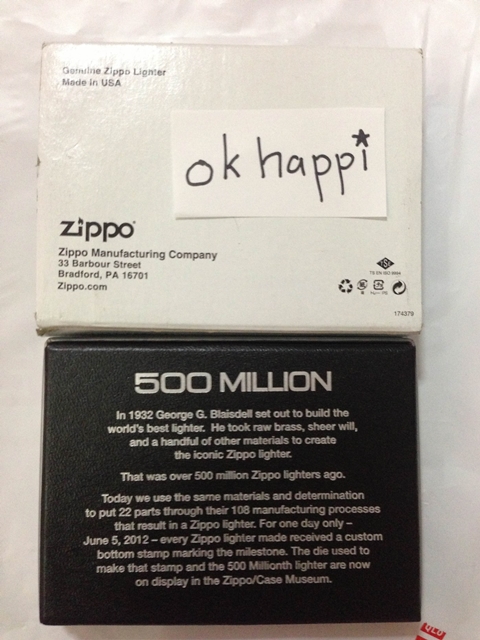 Genuine Zippo Lighter
Made in USA
ok happi*
zippo
Zippo Manufacturing Company
33 Barbour Street
Bradford, PA 16701
Zippo.com
174379
500 MILLION
In 1932 George G. Blaisdell set out to build the
world's best lighter. He took raw brass, sheer will,
and a handful of other materials to create
the iconic Zippo lighter.
That was over 500 million Zippo lighters ago.
Today we use the same materials and determination
to put 22 parts through their 108 manufacturing processes
that result in a Zippo lighter. For one day only –
June 5, 2012 – every Zippo lighter made received a custom
bottom stamp marking the milestone. The die used to
make that stamp and the 500 Millionth lighter are now
on display in the Zippo/Case Museum.